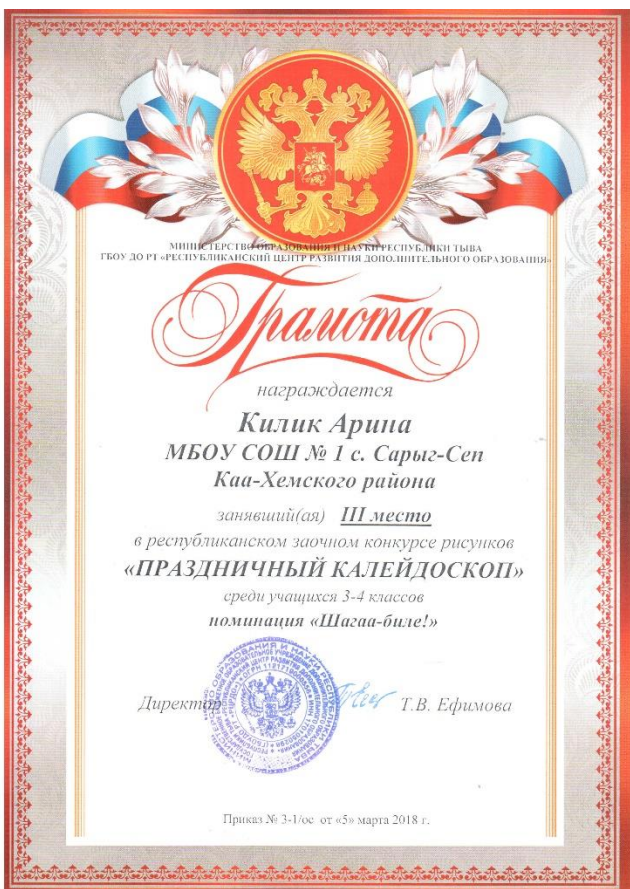 МИНИСТЕРСТВО ОБРАЗОВАНИЯ И НАУКИ РЕСПУБЛИКИ ТЫВА
ГБОУ ДО РТ «РЕСПУБЛИКАНСКИЙ ЦЕНТР РАЗВИТИЯ ДОПОЛНИТЕЛЬНОГО ОБРАЗОВАНИЯ»
Грамота
награждается
Килик Арина
МБОУ СОШ № 1 с. Сарыг-Сеп
Каа-Хемского района
занявший(ая) III место
в республиканском заочном конкурсе рисунков
«ПРАЗДНИЧНЫЙ КАЛЕЙДОСКОП»
среди учащихся 3-4 классов
номинация «Шагаа-биле!»
Директор Т.В. Ефимова
Приказ № 3-1/ос от «5» марта 2018 г.